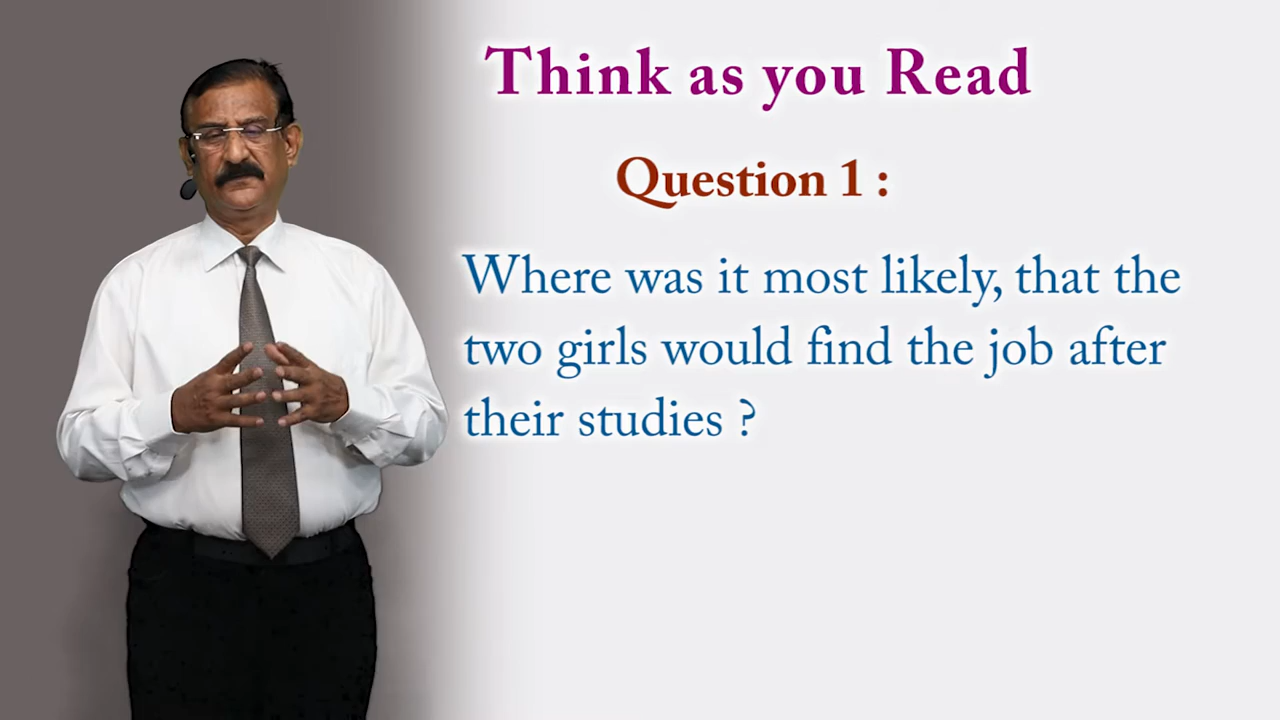 Think as you Read
Question 1 :
Where was it most likely, that the
two girls would find the job after
their studies ?